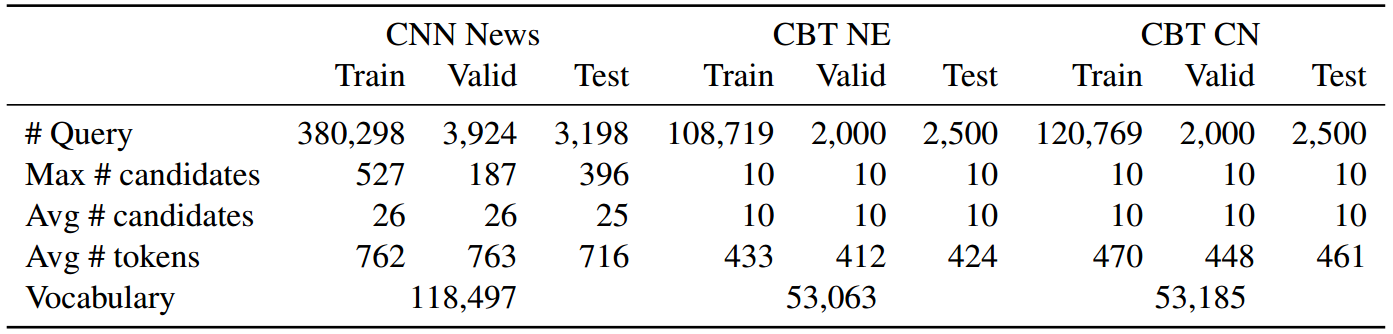 CNN News CBT NE CBT CN
Train Valid Test Train Valid Test Train Valid Test
# Query 380,298 3,924 3,198 108,719 2,000 2,500 120,769 2,000 2,500
Max # candidates 527 187 396 10 10 10 10 10 10
Avg # candidates 26 26 25 10 10 10 10 10 10
Avg # tokens 762 763 716 433 412 424 470 448 461
Vocabulary 118,497 53,063 53,185